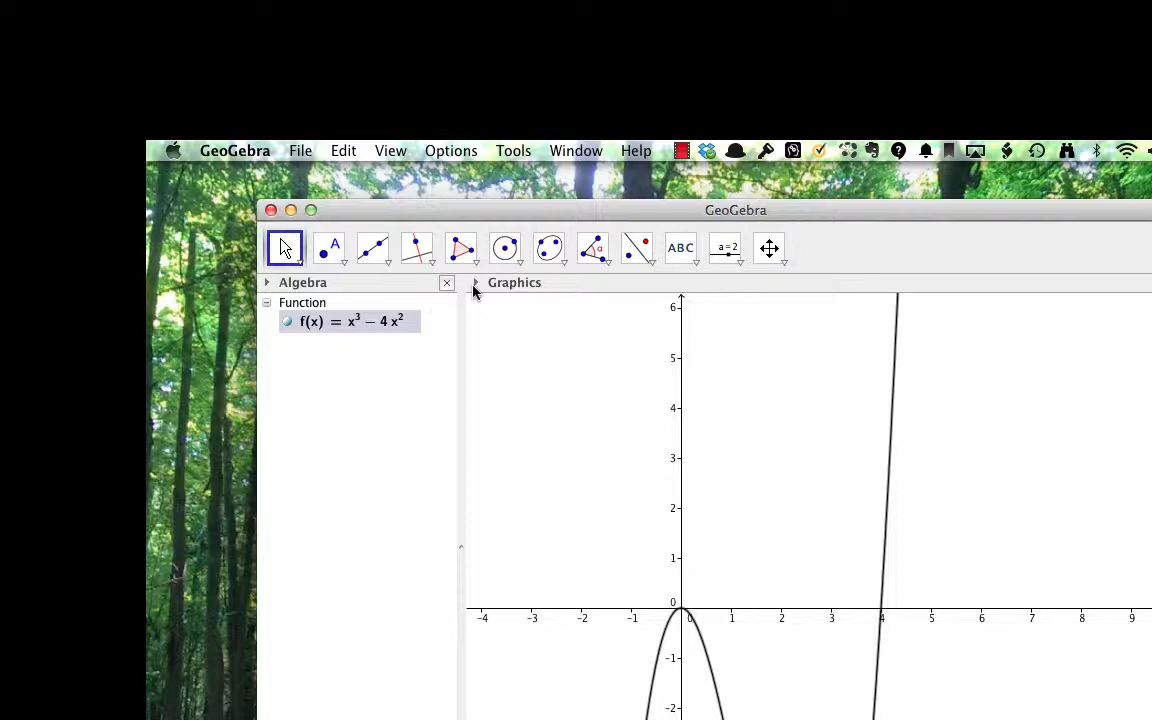 GeoGebra File Edit View Options Tools Window Help
GeoGebra
A
α
ABC
a=2
Algebra
Graphics
Function
f(x) = x³ − 4 x²
6
5
4
3
2
1
0
-4 -3 -2 -1 0 1 2 3 4 5 6 7 8 9
-1
-2